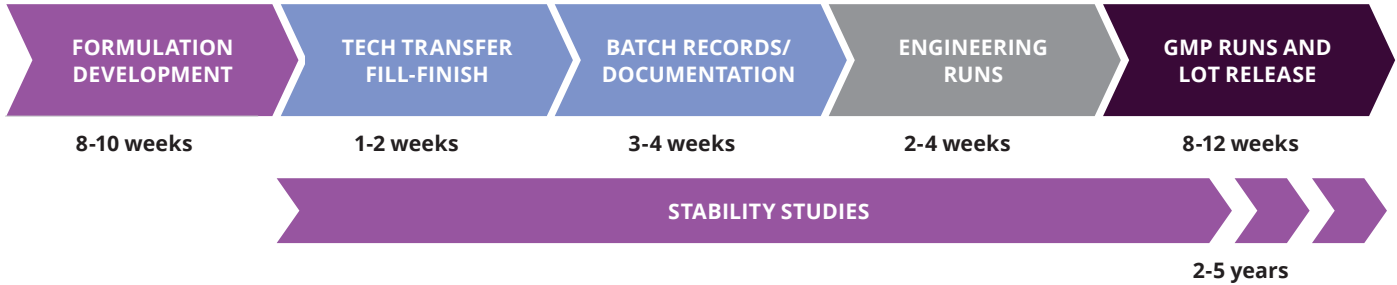 FORMULATION
DEVELOPMENT
TECH TRANSFER
FILL-FINISH
BATCH RECORDS/
DOCUMENTATION
ENGINEERING
RUNS
GMP RUNS AND
LOT RELEASE
8-10 weeks
1-2 weeks
3-4 weeks
2-4 weeks
8-12 weeks
STABILITY STUDIES
2-5 years